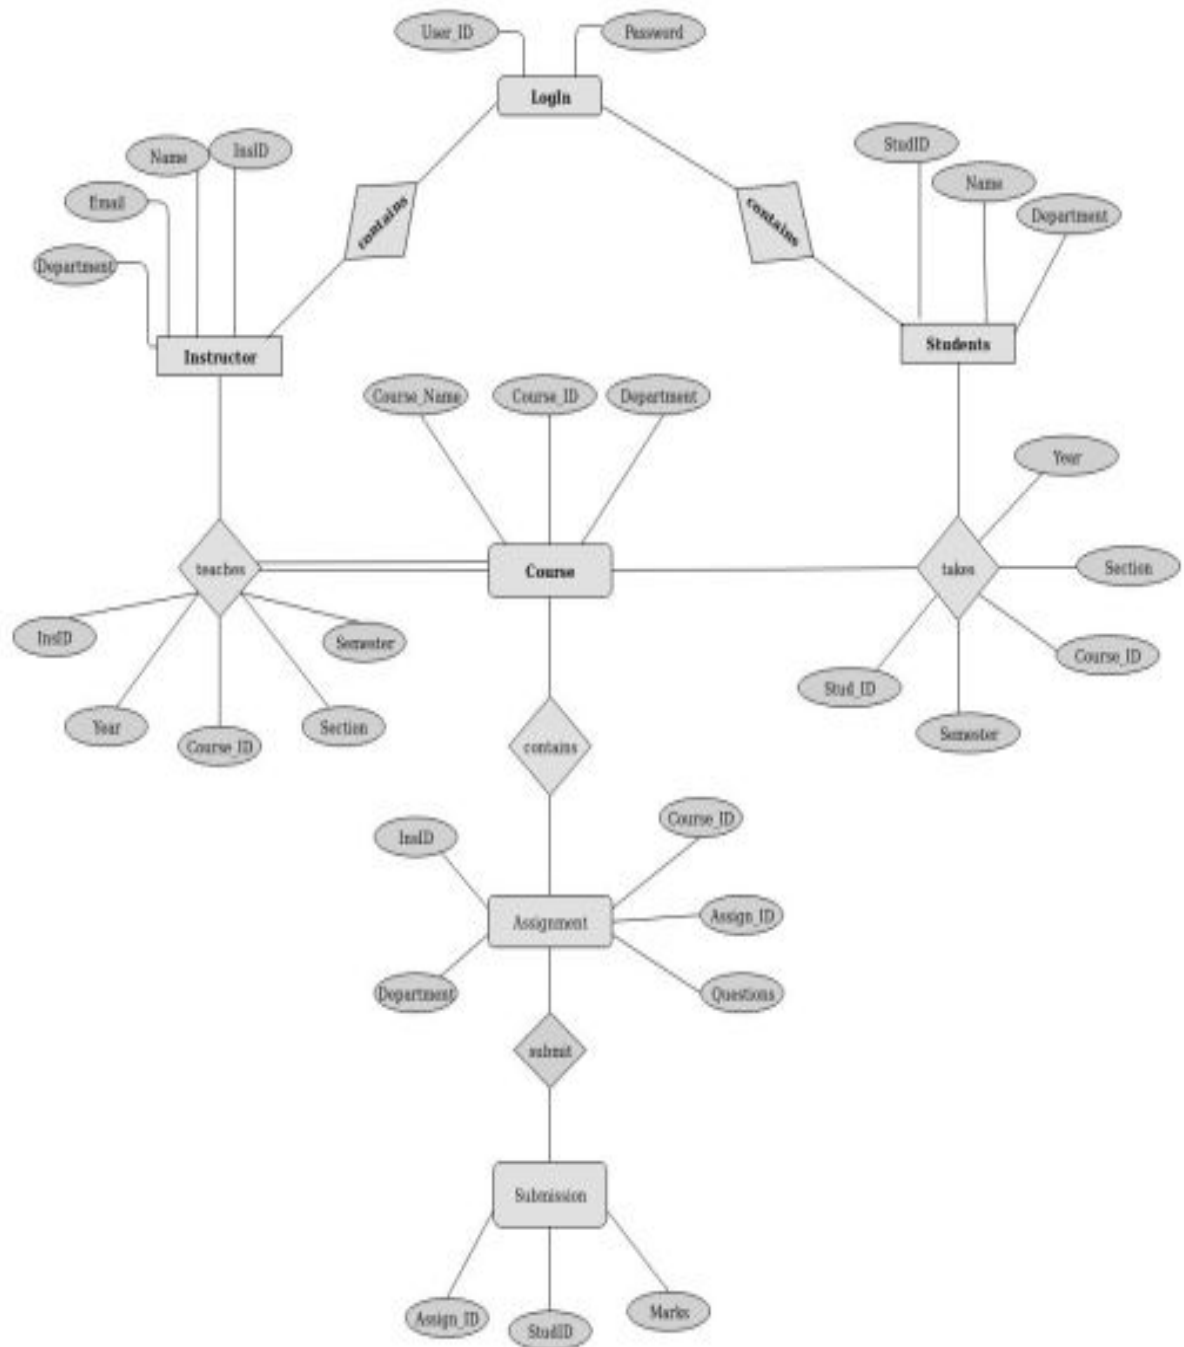 User_ID
Password
LogIn
StudID
Name
InsID
Name
Email
Department
contains
contains
Department
Instructor
Students
Course_Name
Course_ID
Department
Year
teaches
Course
takes
Section
InsID
Semester
Course_ID
Stud_ID
Year
Course_ID
Section
Semester
contains
InsID
Course_ID
Assignment
Assign_ID
Department
Questions
submit
Submission
Assign_ID
StudID
Marks